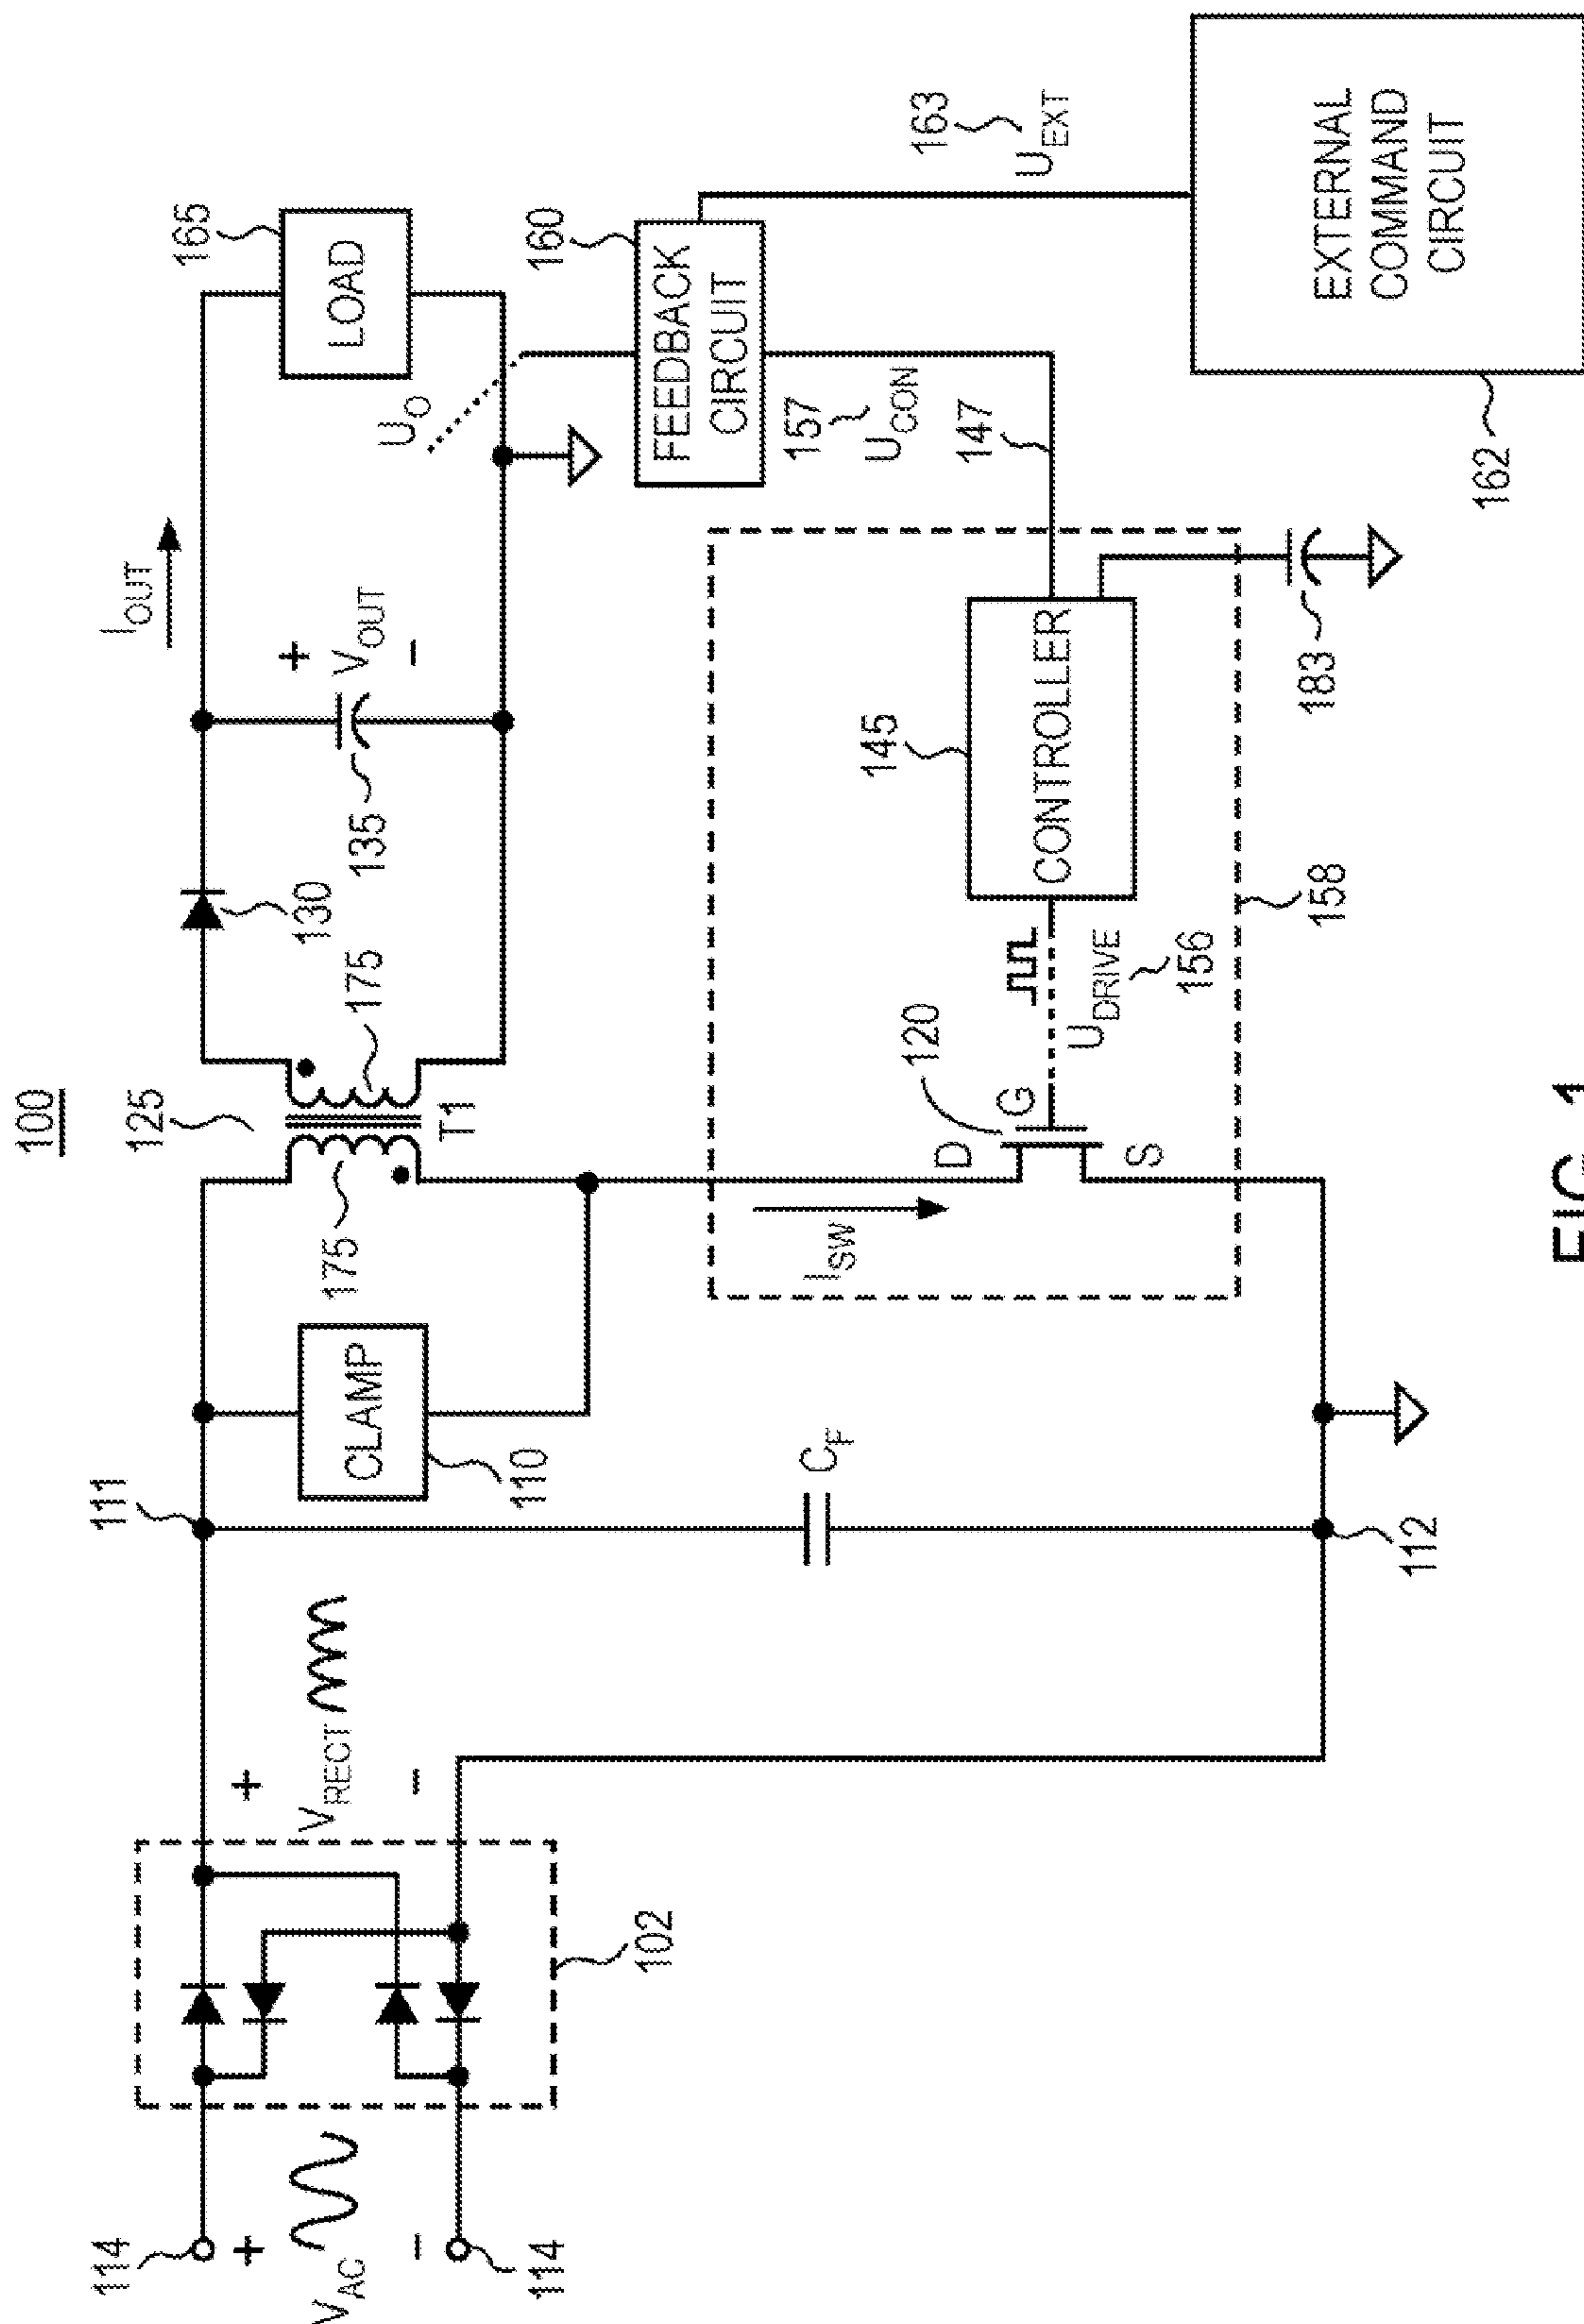 100
114
V_AC
+
-
114
102
+
V_RECT
-
111
112
C_F
CLAMP
110
125
175
175
T1
130
135
+
V_OUT
-
I_OUT
LOAD
165
U_O
FEEDBACK
CIRCUIT
160
163
U_EXT
157
U_CON
147
I_SW
D
G
S
120
U_DRIVE
156
CONTROLLER
145
158
183
EXTERNAL
COMMAND
CIRCUIT
162
FIG. 1